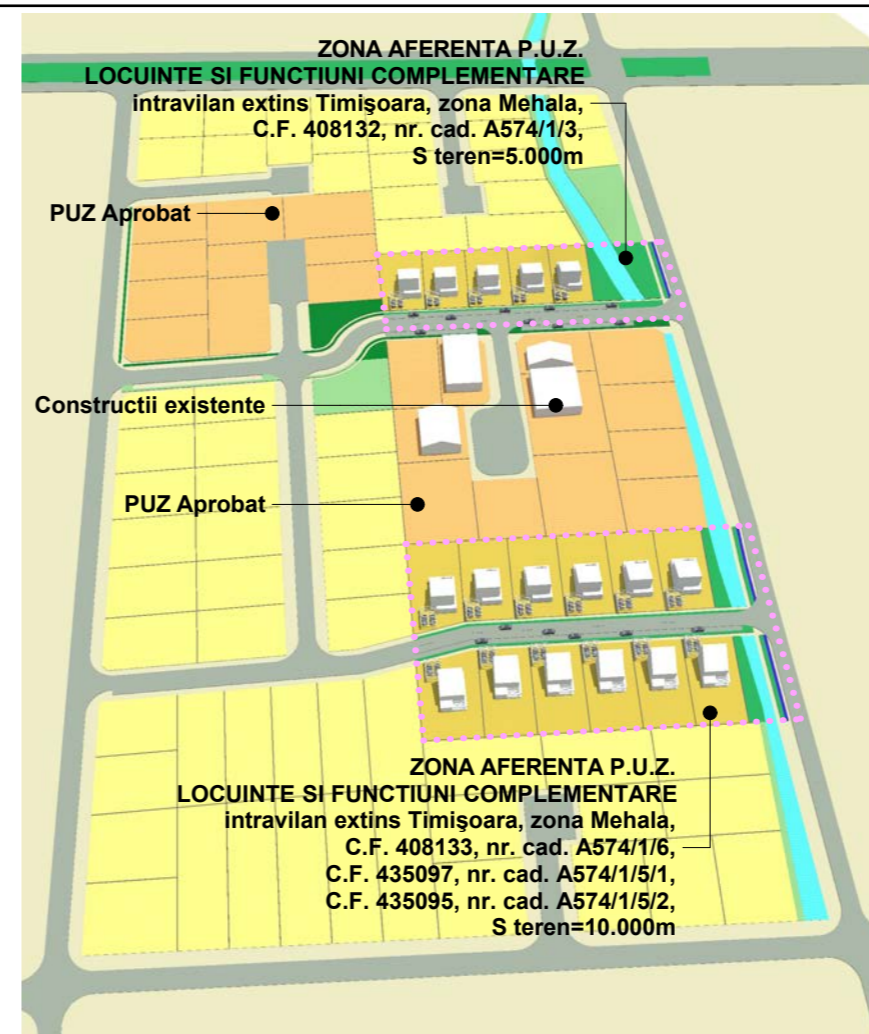 ZONA AFERENTA P.U.Z.
LOCUINTE SI FUNCTIUNI COMPLEMENTARE
intravilan extins Timişoara, zona Mehala,
C.F. 408132, nr. cad. A574/1/3,
S teren=5.000m
PUZ Aprobat
Constructii existente
PUZ Aprobat
ZONA AFERENTA P.U.Z.
LOCUINTE SI FUNCTIUNI COMPLEMENTARE
intravilan extins Timişoara, zona Mehala,
C.F. 408133, nr. cad. A574/1/6,
C.F. 435097, nr. cad. A574/1/5/1,
C.F. 435095, nr. cad. A574/1/5/2,
S teren=10.000m